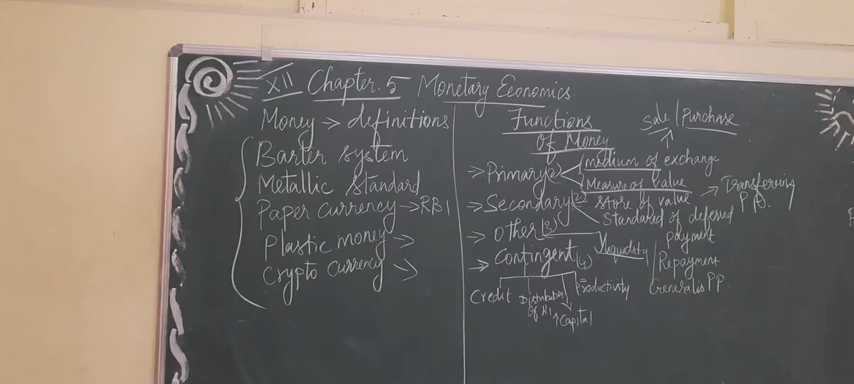 XII Chapter. 5 Monetary Economics
Money → definitions
Barter system
Metallic standard
Paper currency → RBI
Plastic money →
Crypto currency →
Functions
Of Money
Sale / Purchase
→ Primary(2) medium of exchange
Measure of Value
→ Secondary(2) store of value → Transferring
Standard of deferred
payment
→ Other(3) liquidity
Repayment
Generalis PP.
→ Contingent(4)
Credit
Distribution
Of NI
Capital
Productivity